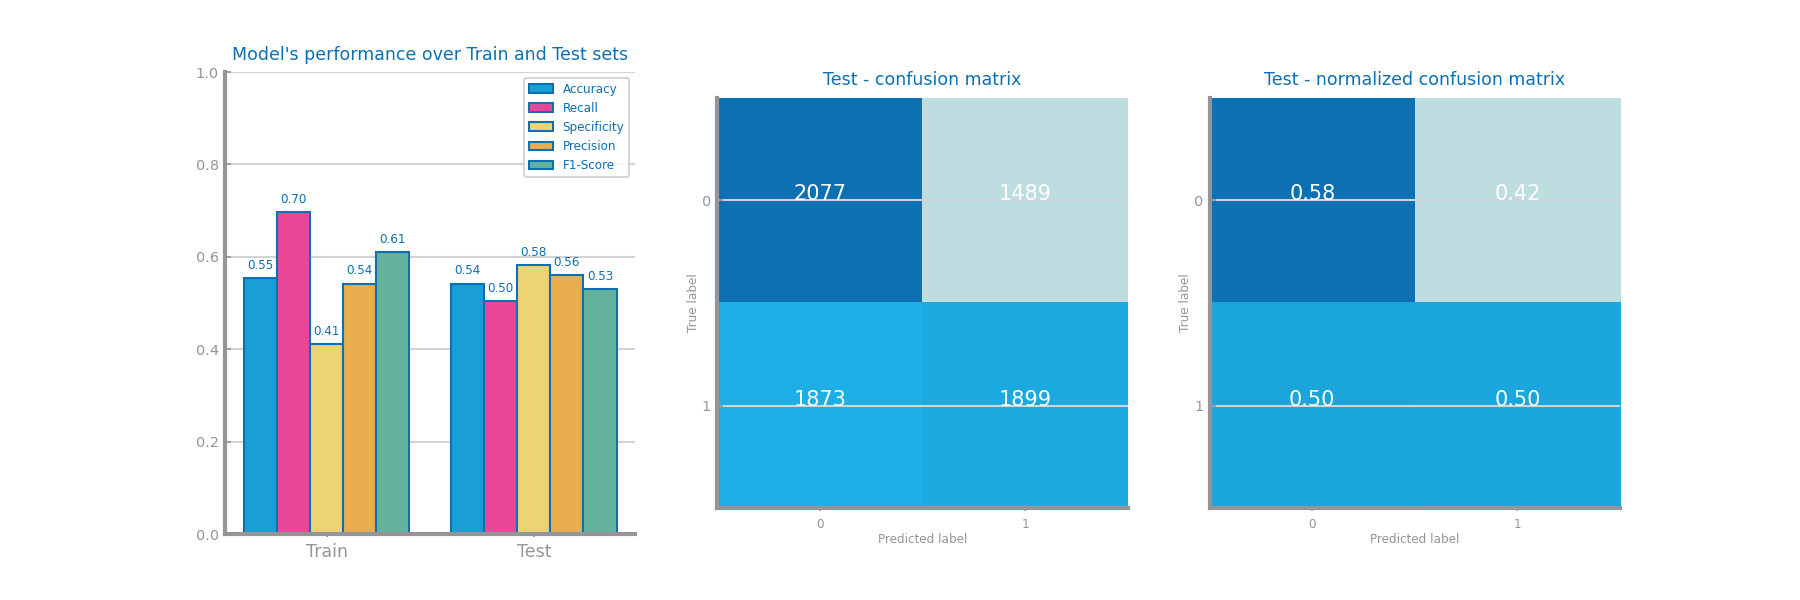 Model's performance over Train and Test sets
1.0
0.8
0.6
0.4
0.2
0.0
Accuracy
Recall
Specificity
Precision
F1-Score
0.55
0.70
0.41
0.54
0.61
0.54
0.50
0.58
0.56
0.53
Train
Test
Test - confusion matrix
True label
0
1
2077
1489
1873
1899
0
1
Predicted label
Test - normalized confusion matrix
True label
0
1
0.58
0.42
0.50
0.50
0
1
Predicted label